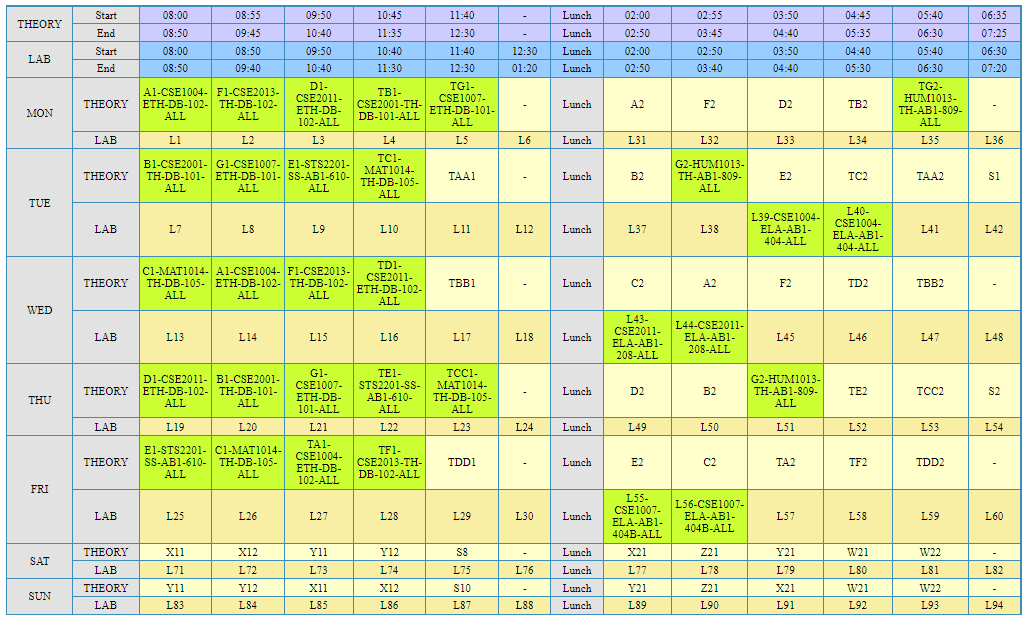 THEORY Start 08:00 08:55 09:50 10:45 11:40 - Lunch 02:00 02:55 03:50 04:45 05:40 06:35
End 08:50 09:45 10:40 11:35 12:30 - Lunch 02:50 03:45 04:40 05:35 06:30 07:25
LAB Start 08:00 08:50 09:50 10:40 11:40 12:30 Lunch 02:00 02:50 03:50 04:40 05:40 06:30
End 08:50 09:40 10:40 11:30 12:30 01:20 Lunch 02:50 03:40 04:40 05:30 06:30 07:20
MON THEORY A1-CSE1004-ETH-DB-102-ALL F1-CSE2013-TH-DB-102-ALL D1-CSE2011-ETH-DB-102-ALL TB1-CSE2001-TH-DB-101-ALL TG1-CSE1007-ETH-DB-101-ALL - Lunch A2 F2 D2 TB2 TG2-HUM1013-TH-AB1-809-ALL -
LAB L1 L2 L3 L4 L5 L6 Lunch L31 L32 L33 L34 L35 L36
TUE THEORY B1-CSE2001-TH-DB-101-ALL G1-CSE1007-ETH-DB-101-ALL E1-STS2201-SS-AB1-610-ALL TC1-MAT1014-TH-DB-105-ALL TAA1 - Lunch B2 G2-HUM1013-TH-AB1-809-ALL E2 TC2 TAA2 S1
LAB L7 L8 L9 L10 L11 L12 Lunch L37 L38 L39-CSE1004-ELA-AB1-404-ALL L40-CSE1004-ELA-AB1-404-ALL L41 L42
WED THEORY C1-MAT1014-TH-DB-105-ALL A1-CSE1004-ETH-DB-102-ALL F1-CSE2013-TH-DB-102-ALL TD1-CSE2011-ETH-DB-102-ALL TBB1 - Lunch C2 A2 F2 TD2 TBB2 -
LAB L13 L14 L15 L16 L17 L18 Lunch L43-CSE2011-ELA-AB1-208-ALL L44-CSE2011-ELA-AB1-208-ALL L45 L46 L47 L48
THU THEORY D1-CSE2011-ETH-DB-102-ALL B1-CSE2001-TH-DB-101-ALL G1-CSE1007-ETH-DB-101-ALL TE1-STS2201-SS-AB1-610-ALL TCC1-MAT1014-TH-DB-105-ALL - Lunch D2 B2 G2-HUM1013-TH-AB1-809-ALL TE2 TCC2 S2
LAB L19 L20 L21 L22 L23 L24 Lunch L49 L50 L51 L52 L53 L54
FRI THEORY E1-STS2201-SS-AB1-610-ALL C1-MAT1014-TH-DB-105-ALL TA1-CSE1004-ETH-DB-102-ALL TF1-CSE2013-TH-DB-102-ALL TDD1 - Lunch E2 C2 TA2 TF2 TDD2 -
LAB L25 L26 L27 L28 L29 L30 Lunch L55-CSE1007-ELA-AB1-404B-ALL L56-CSE1007-ELA-AB1-404B-ALL L57 L58 L59 L60
SAT THEORY X11 X12 Y11 Y12 S8 - Lunch X21 Z21 Y21 W21 W22 -
LAB L71 L72 L73 L74 L75 L76 Lunch L77 L78 L79 L80 L81 L82
SUN THEORY Y11 Y12 X11 X12 S10 - Lunch Y21 Z21 X21 W21 W22 -
LAB L83 L84 L85 L86 L87 L88 Lunch L89 L90 L91 L92 L93 L94